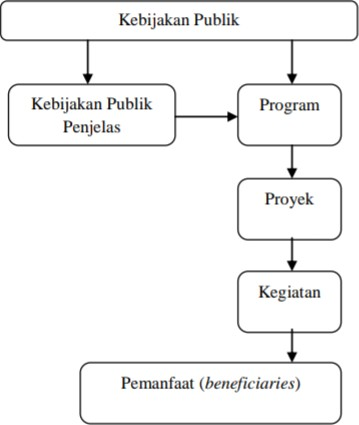 Kebijakan Publik
Kebijakan Publik
Penjelas
Program
Proyek
Kegiatan
Pemanfaat (beneficiaries)